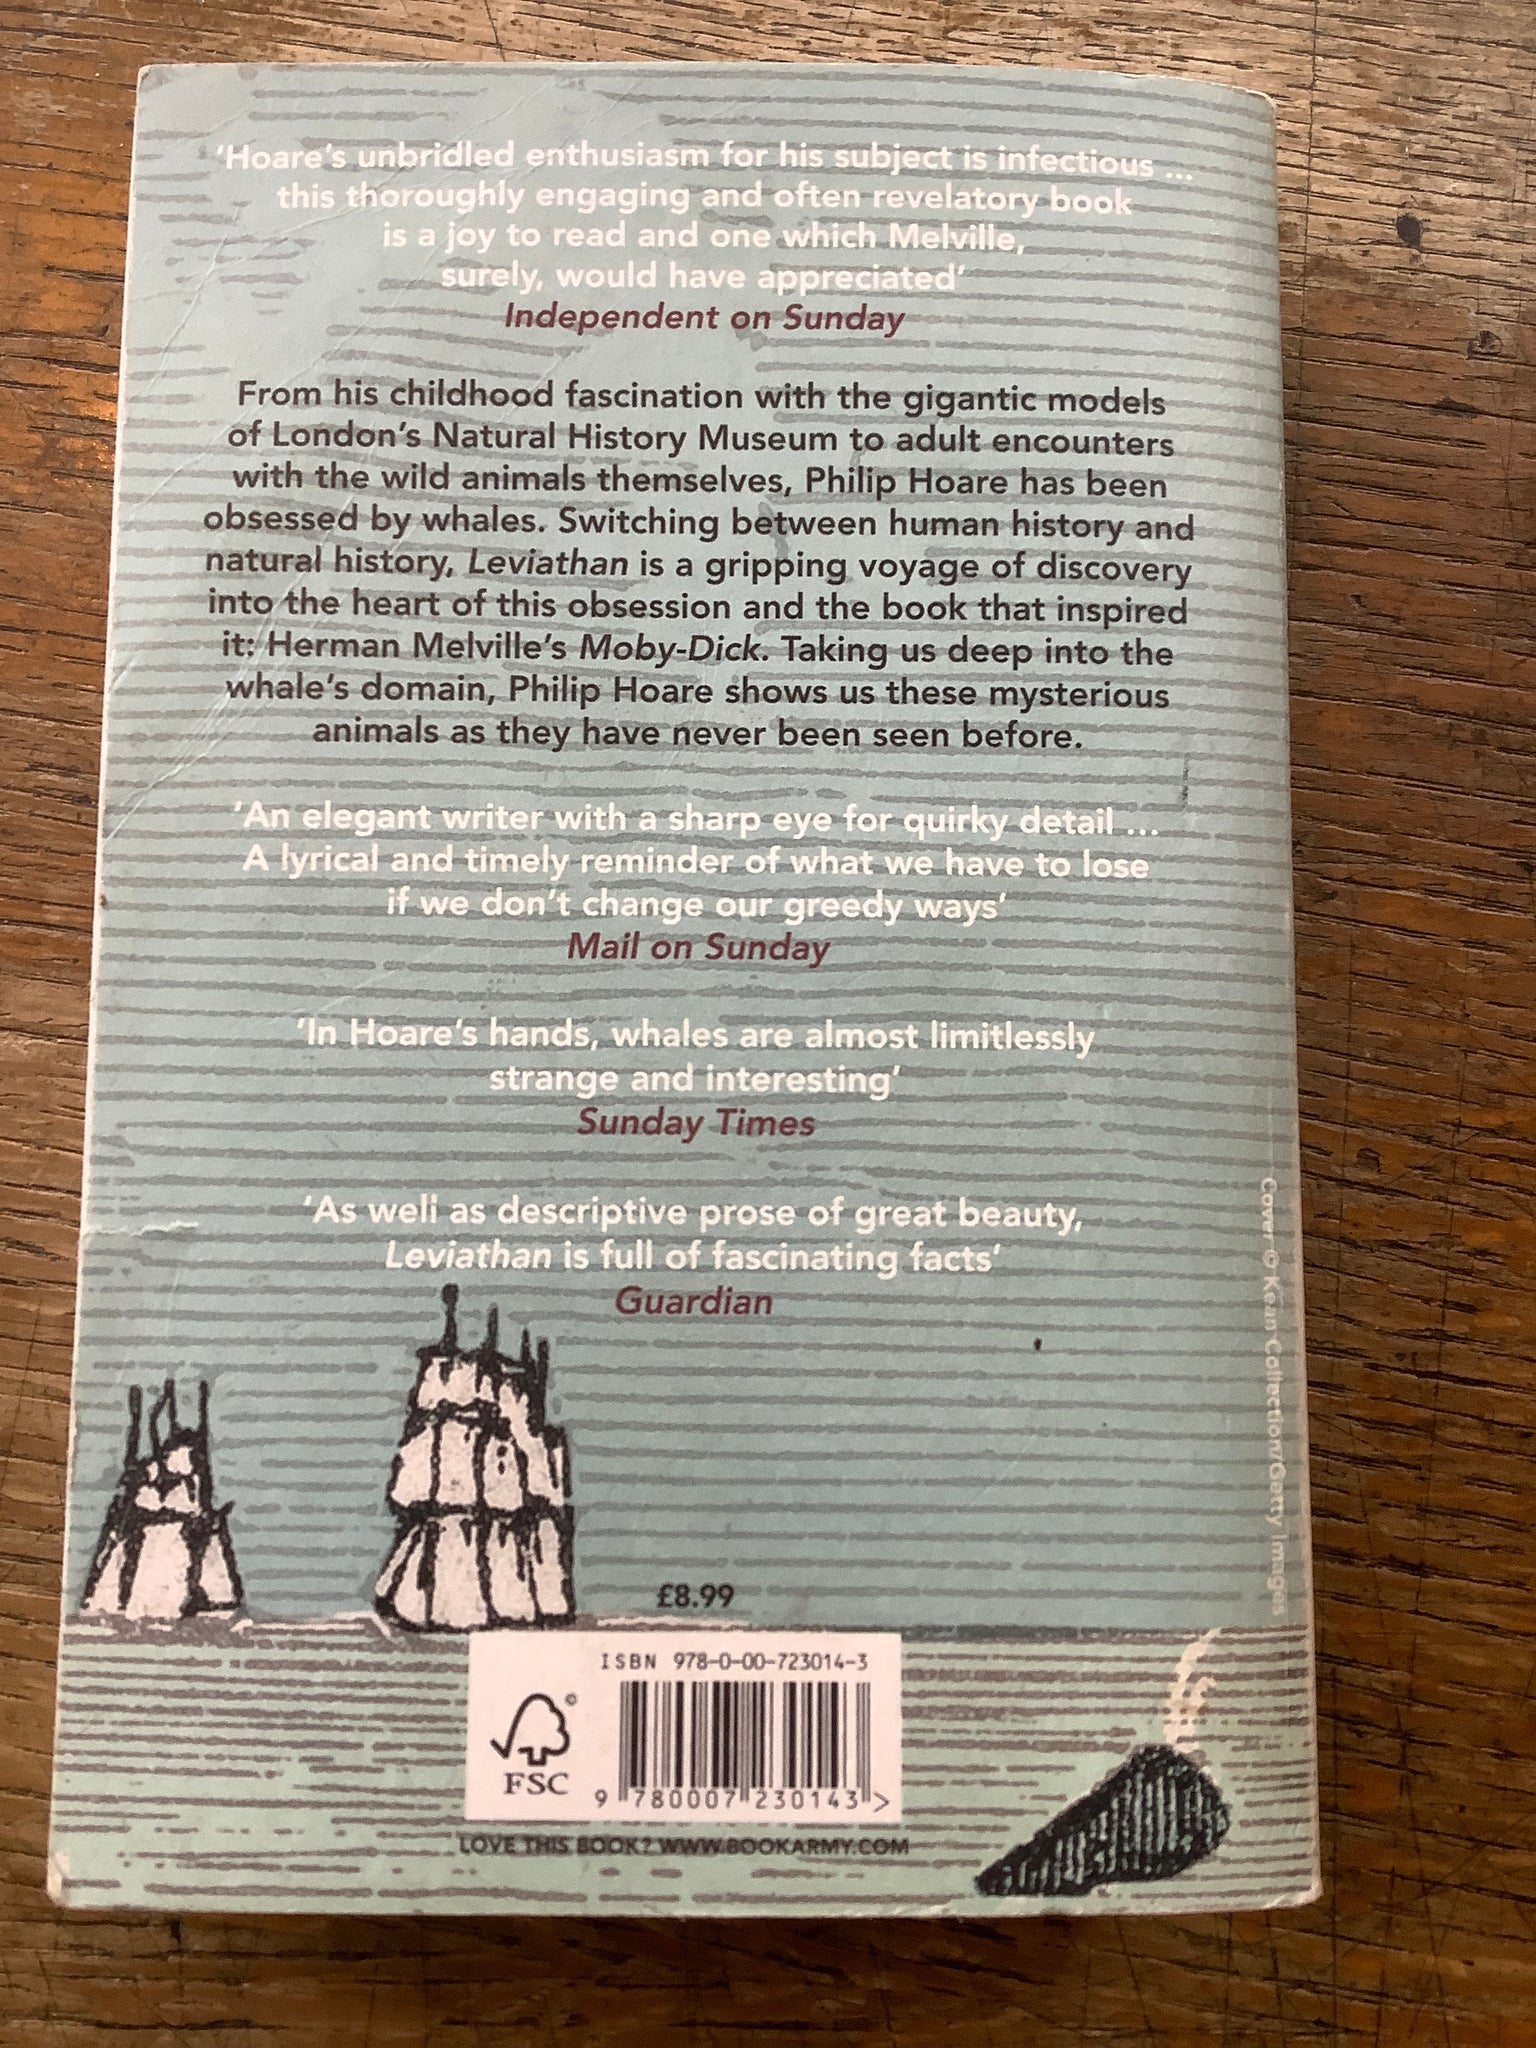 ‘Hoare’s unbridled enthusiasm for his subject is infectious ...
this thoroughly engaging and often revelatory book
is a joy to read and one which Melville,
surely, would have appreciated’
Independent on Sunday
From his childhood fascination with the gigantic models
of London’s Natural History Museum to adult encounters
with the wild animals themselves, Philip Hoare has been
obsessed by whales. Switching between human history and
natural history, Leviathan is a gripping voyage of discovery
into the heart of this obsession and the book that inspired
it: Herman Melville’s Moby-Dick. Taking us deep into the
whale’s domain, Philip Hoare shows us these mysterious
animals as they have never been seen before.
‘An elegant writer with a sharp eye for quirky detail ...
A lyrical and timely reminder of what we have to lose
if we don’t change our greedy ways’
Mail on Sunday
‘In Hoare’s hands, whales are almost limitlessly
strange and interesting’
Sunday Times
‘As well as descriptive prose of great beauty,
Leviathan is full of fascinating facts’
Guardian
Cover © Kean Collection/Getty Images
£8.99
ISBN 978-0-00-723014-3
FSC
©
9 780007 230143 >
LOVE THIS BOOK? WWW.BOOKARMY.COM